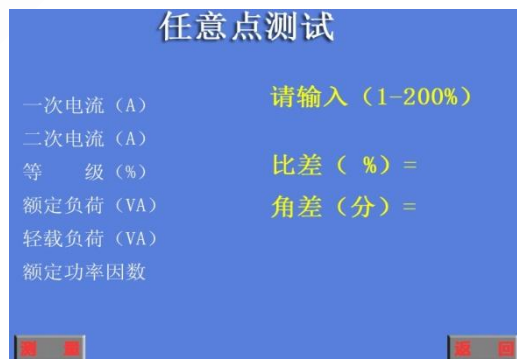 任意点测试
一次电流（A）
二次电流（A）
等　级（%）
额定负荷（VA）
轻载负荷（VA）
额定功率因数
请输入（1-200%）
比差（ %）=
角差（分）=
测 量
返 回